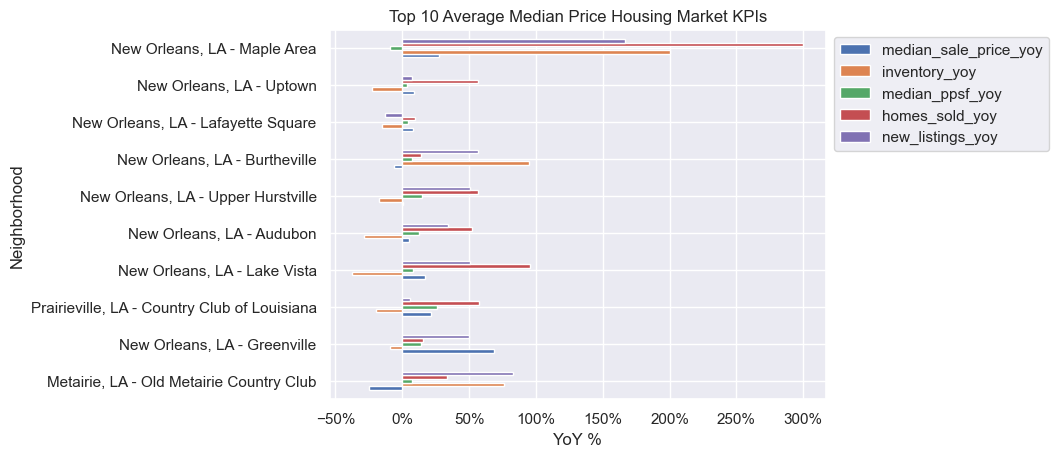 Top 10 Average Median Price Housing Market KPIs
Neighborhood
New Orleans, LA - Maple Area
New Orleans, LA - Uptown
New Orleans, LA - Lafayette Square
New Orleans, LA - Burtheville
New Orleans, LA - Upper Hurstville
New Orleans, LA - Audubon
New Orleans, LA - Lake Vista
Prairieville, LA - Country Club of Louisiana
New Orleans, LA - Greenville
Metairie, LA - Old Metairie Country Club
−50% 0% 50% 100% 150% 200% 250% 300%
YoY %
median_sale_price_yoy
inventory_yoy
median_ppsf_yoy
homes_sold_yoy
new_listings_yoy